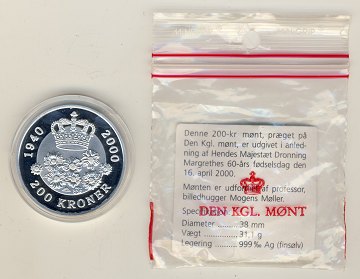 1940
2000
200 KRONER
Denne 200-kr mønt, præget på
Den Kgl. mønt, er udgivet i anled-
ning af Hendes Majestæt Dronning
Margrethes 60-års fødselsdag den
16. april 2000.
Mønten er udformet af professor,
billedhugger Mogens Møller.
DEN KGL. MØNT
Diameter ........... 38 mm
Vægt ................ 31,1 g
Legering ........ 999 ‰ Ag (finsølv)